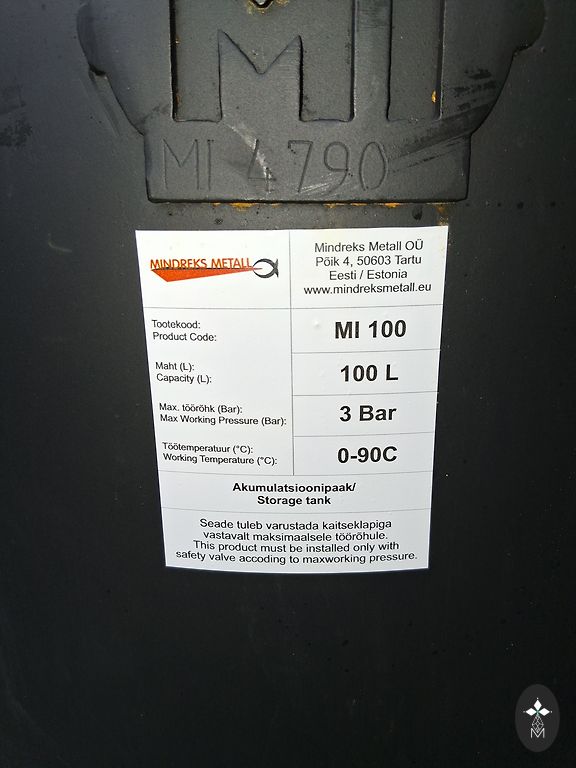 MI
MI 4790
MINDREKS METALL
Mindreks Metall OÜ
Põik 4, 50603 Tartu
Eesti / Estonia
www.mindreksmetall.eu
Tootekood:
Product Code:
MI 100
Maht (L):
Capacity (L):
100 L
Max. töörõhk (Bar):
Max Working Pressure (Bar):
3 Bar
Töötemperatuur (°C):
Working Temperature (°C):
0-90C
Akumulatsioonipaak/
Storage tank
Seade tuleb varustada kaitseklapiga
vastavalt maksimaalsele töörõhule.
This product must be installed only with
safety valve accoding to maxworking pressure.
M